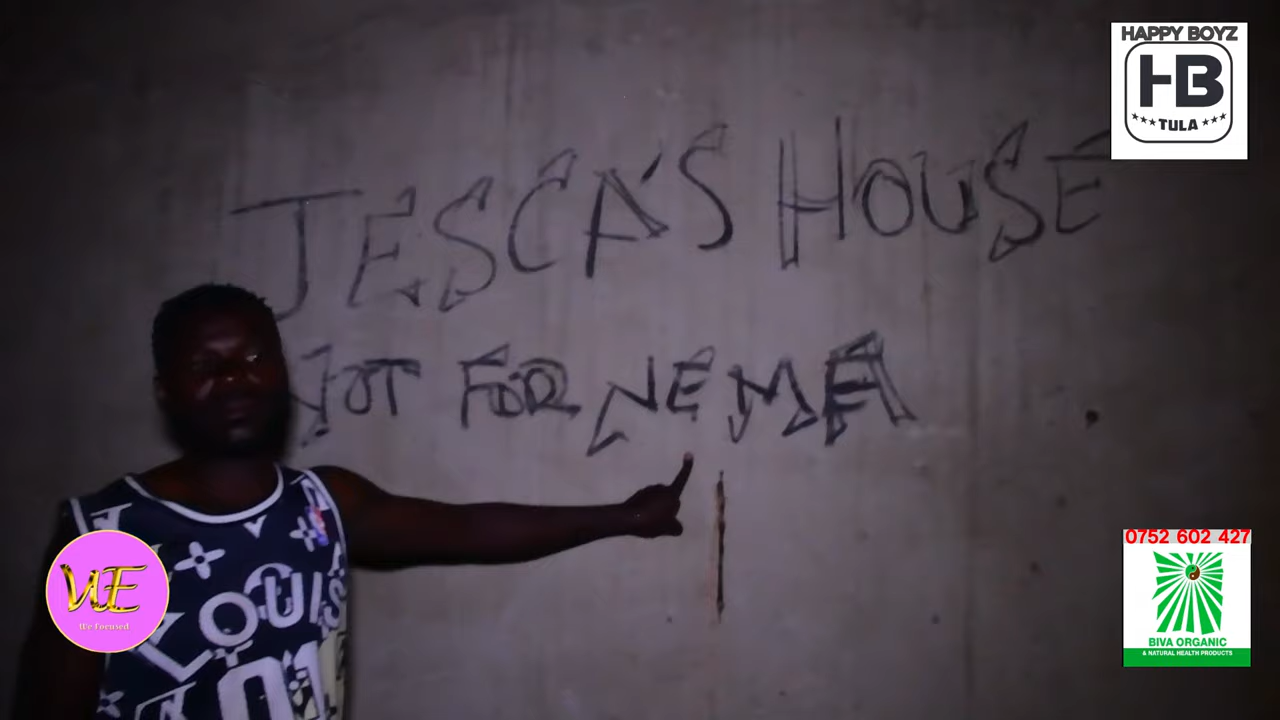 HAPPY BOYZ
HB
TULA
JESCA'S HOUSE
NOT FOR NEMEA
0752 602 427
BIVA ORGANIC
& NATURAL HEALTH PRODUCTS
WE
We Focused
LOUIS